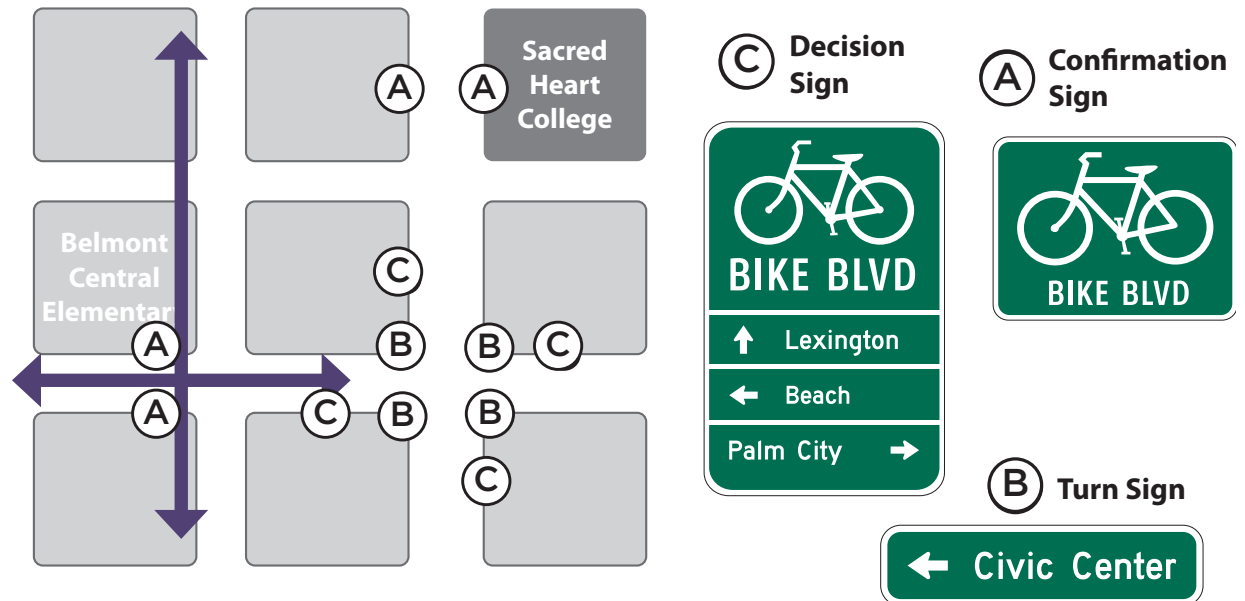 A
A
Sacred
Heart
College
Belmont
Central
Elementar
C
A
B
B
C
A
C
B
B
C
C
Decision
Sign
BIKE BLVD
Lexington
Beach
Palm City
A
Confirmation
Sign
BIKE BLVD
B
Turn Sign
Civic Center